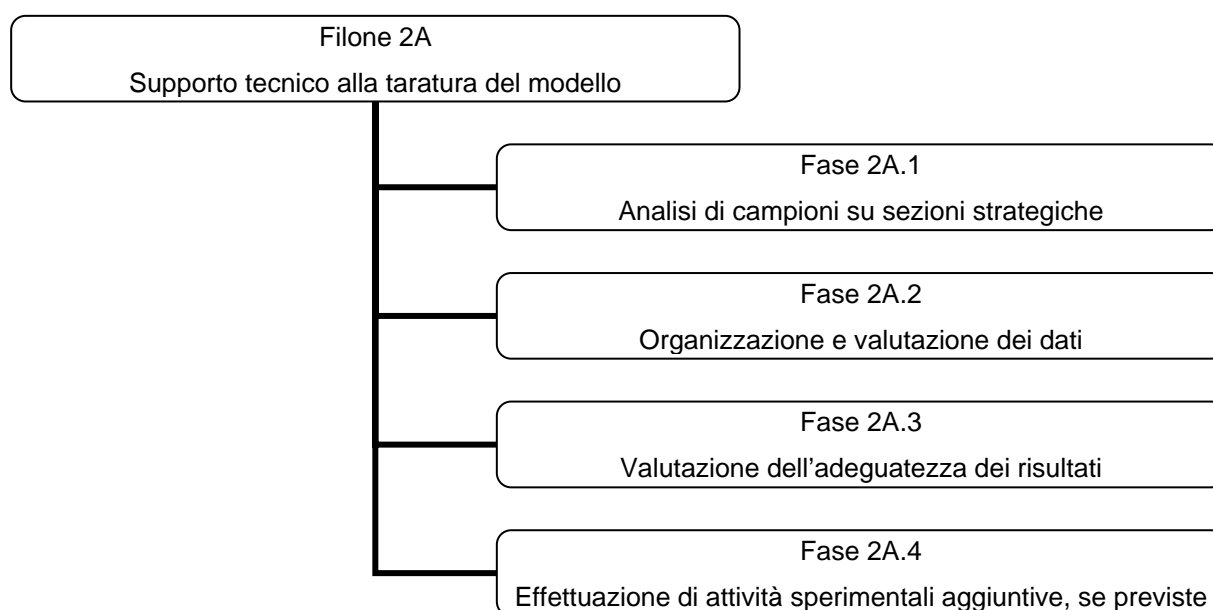 Filone 2A
Supporto tecnico alla taratura del modello
Fase 2A.1
Analisi di campioni su sezioni strategiche
Fase 2A.2
Organizzazione e valutazione dei dati
Fase 2A.3
Valutazione dell’adeguatezza dei risultati
Fase 2A.4
Effettuazione di attività sperimentali aggiuntive, se previste